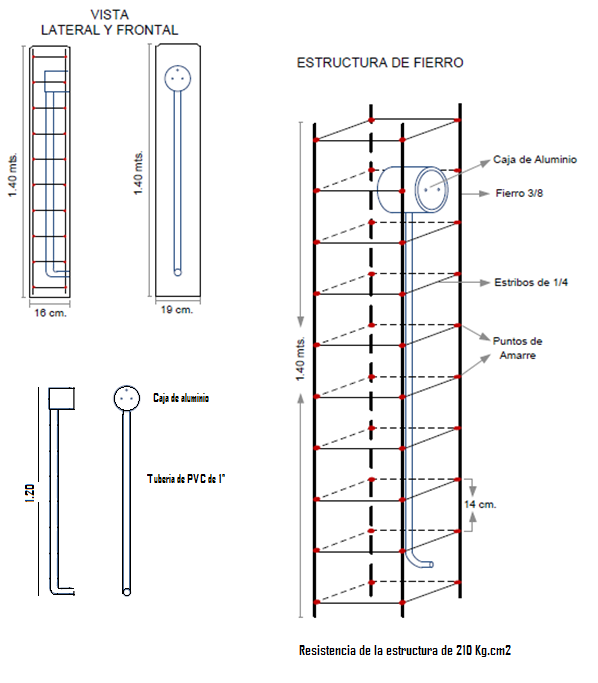 VISTA
LATERAL Y FRONTAL
1.40 mts.
16 cm.
1.40 mts.
19 cm.
ESTRUCTURA DE FIERRO
Caja de Aluminio
Fierro 3/8
Estribos de 1/4
Puntos de
Amarre
1.40 mts.
14 cm.
1.20
Caja de aluminio
Tuberia de PVC de 1"
Resistencia de la estructura de 210 Kg.cm2